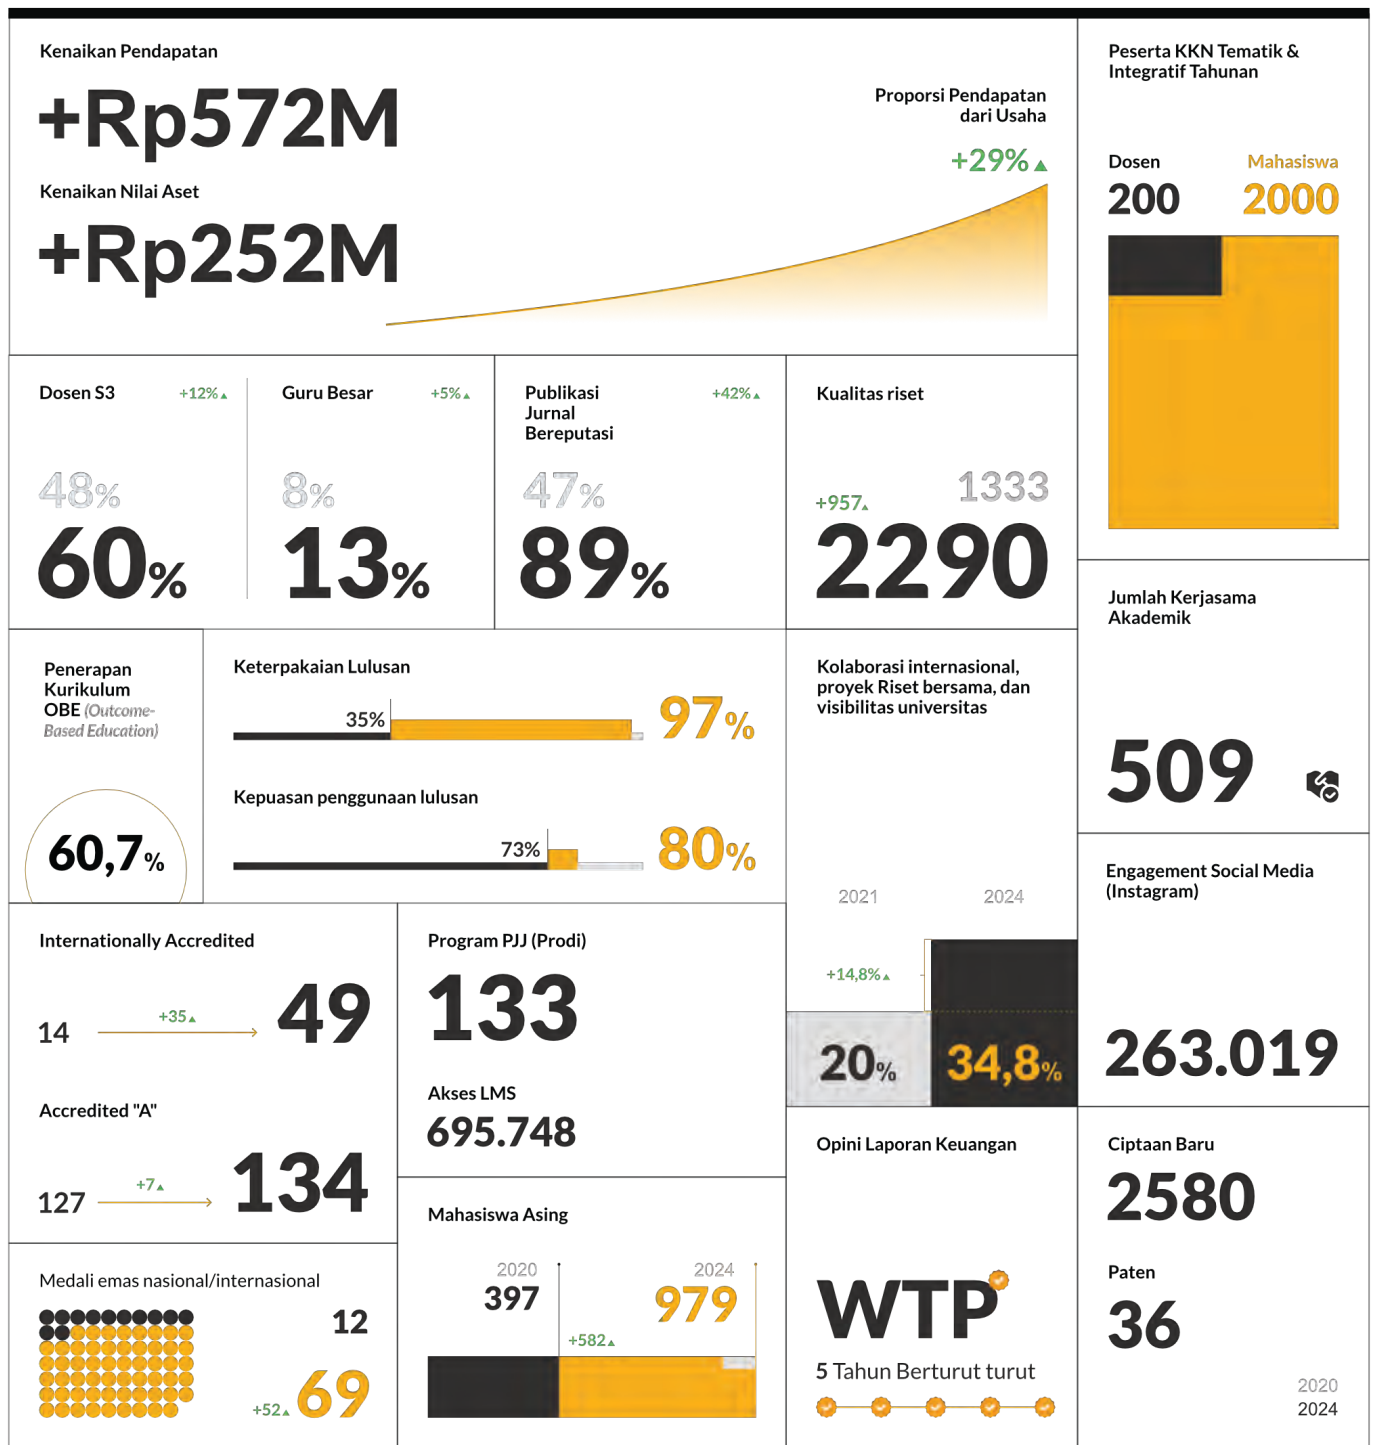 Kenaikan Pendapatan
+Rp572M
Kenaikan Nilai Aset
+Rp252M
Proporsi Pendapatan
dari Usaha
+29%
Peserta KKN Tematik &
Integratif Tahunan
Dosen
200
Mahasiswa
2000
Dosen S3
+12%
48%
60%
Guru Besar
+5%
8%
13%
Publikasi
Jurnal
Bereputasi
+42%
47%
89%
Kualitas riset
1333
+957
2290
Jumlah Kerjasama
Akademik
509
Penerapan
Kurikulum
OBE (Outcome-
Based Education)
60,7%
Keterpakaian Lulusan
35%
97%
Kepuasan penggunaan lulusan
73%
80%
Kolaborasi internasional,
proyek Riset bersama, dan
visibilitas universitas
2021
2024
+14,8%
20%
34,8%
Engagement Social Media
(Instagram)
263.019
Internationally Accredited
14
+35
49
Accredited "A"
127
+7
134
Program PJJ (Prodi)
133
Akses LMS
695.748
Mahasiswa Asing
2020
397
2024
979
+582
Medali emas nasional/internasional
12
+52
69
Opini Laporan Keuangan
WTP
5 Tahun Berturut turut
Ciptaan Baru
2580
Paten
36
2020
2024